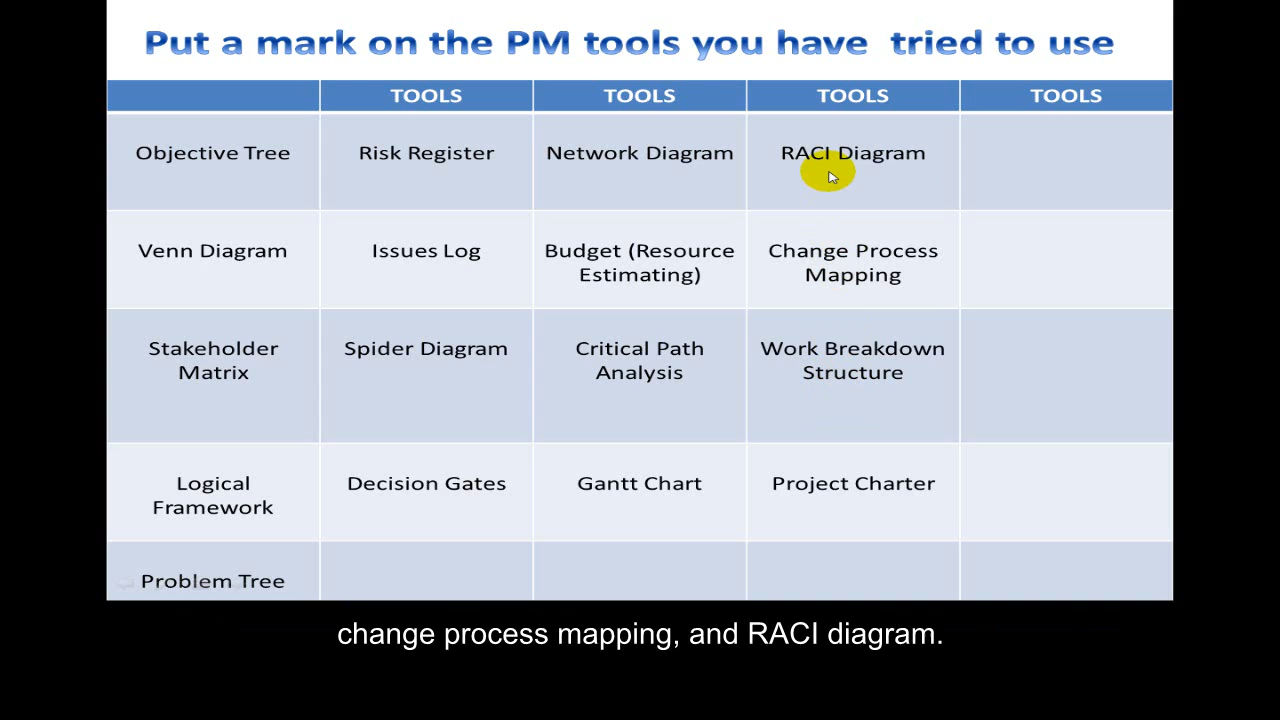 Put a mark on the PM tools you have tried to use
TOOLS TOOLS TOOLS TOOLS
Objective Tree Risk Register Network Diagram RACI Diagram
Venn Diagram Issues Log Budget (Resource Estimating) Change Process Mapping
Stakeholder Matrix Spider Diagram Critical Path Analysis Work Breakdown Structure
Logical Framework Decision Gates Gantt Chart Project Charter
Problem Tree
change process mapping, and RACI diagram.